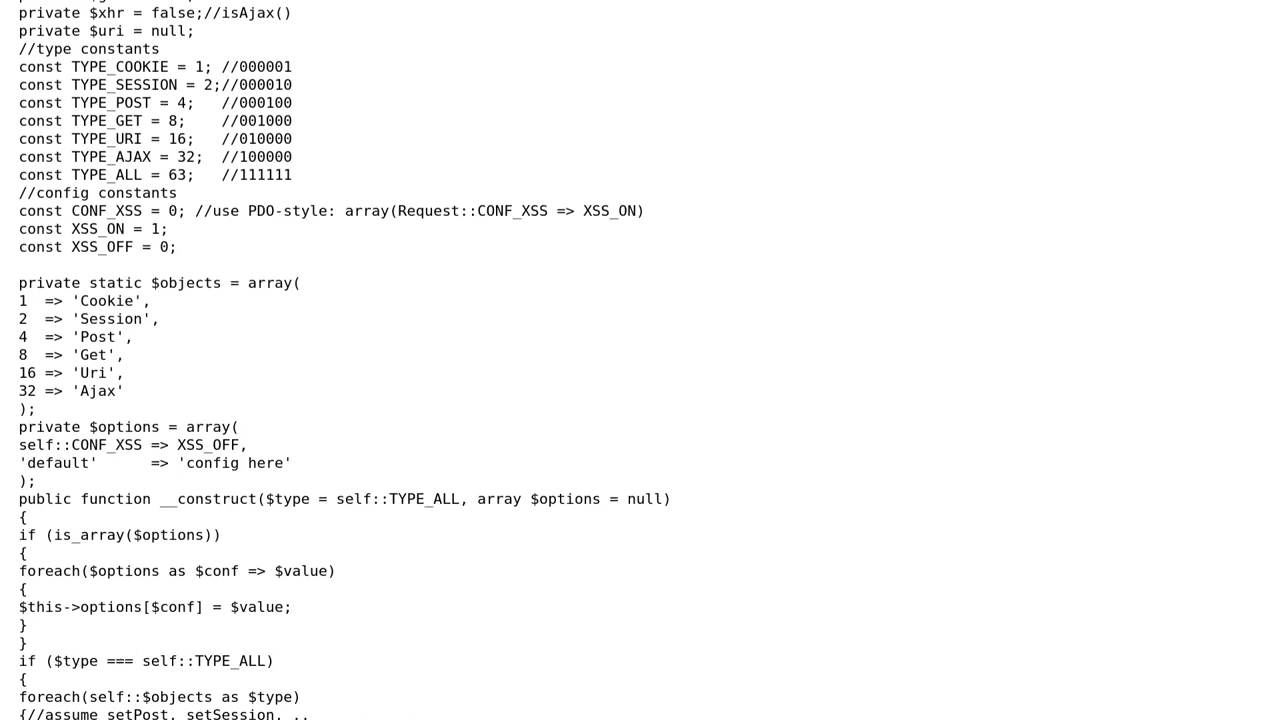 private $xhr = false;//isAjax()
private $uri = null;
//type constants
const TYPE_COOKIE = 1; //000001
const TYPE_SESSION = 2;//000010
const TYPE_POST = 4;   //000100
const TYPE_GET = 8;    //001000
const TYPE_URI = 16;   //010000
const TYPE_AJAX = 32;  //100000
const TYPE_ALL = 63;   //111111
//config constants
const CONF_XSS = 0; //use PDO-style: array(Request::CONF_XSS => XSS_ON)
const XSS_ON = 1;
const XSS_OFF = 0;

private static $objects = array(
1  => 'Cookie',
2  => 'Session',
4  => 'Post',
8  => 'Get',
16 => 'Uri',
32 => 'Ajax'
);
private $options = array(
self::CONF_XSS => XSS_OFF,
'default'      => 'config here'
);
public function __construct($type = self::TYPE_ALL, array $options = null)
{
if (is_array($options))
{
foreach($options as $conf => $value)
{
$this->options[$conf] = $value;
}
}
if ($type === self::TYPE_ALL)
{
foreach(self::$objects as $type)
{//assume setPost, setSession, ..